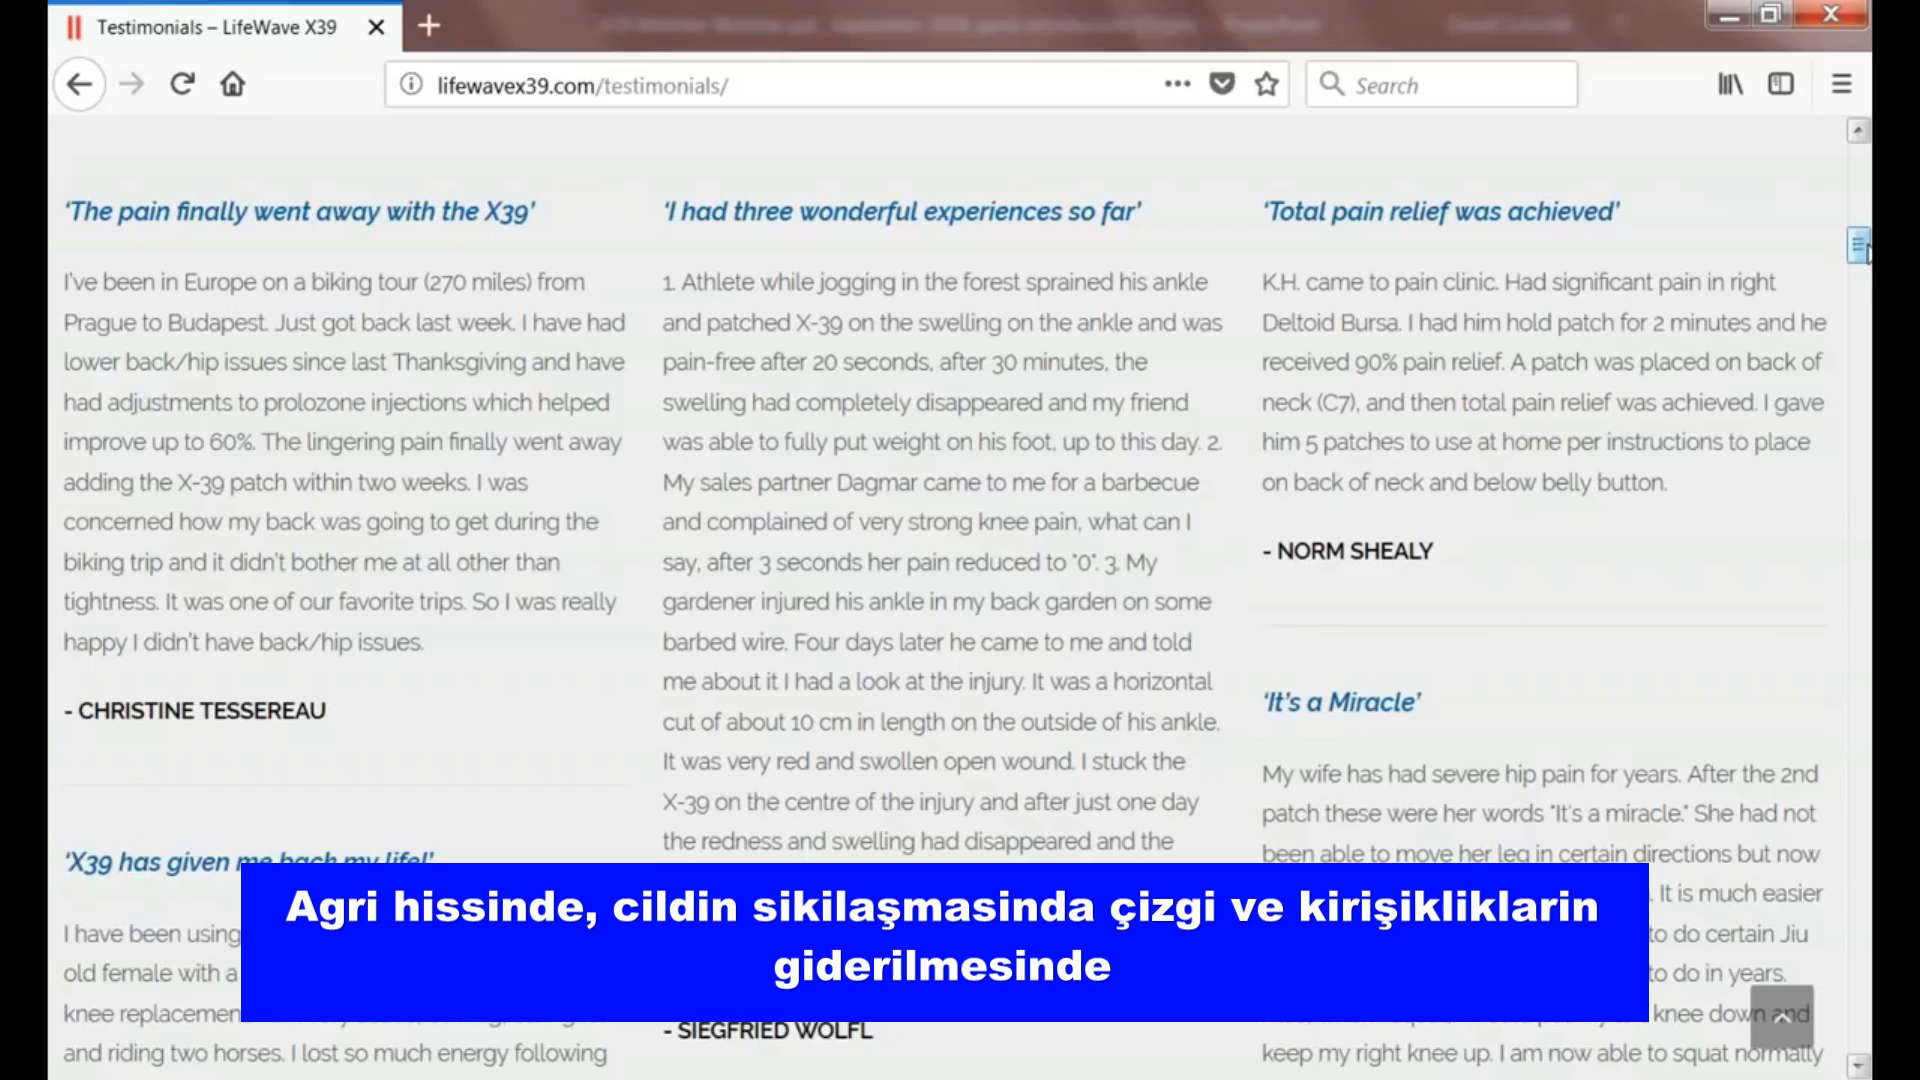 Testimonials – LifeWave X39
lifewavex39.com/testimonials/
Search
‘The pain finally went away with the X39’
I’ve been in Europe on a biking tour (270 miles) from
Prague to Budapest. Just got back last week. I have had
lower back/hip issues since last Thanksgiving and have
had adjustments to prolozone injections which helped
improve up to 60%. The lingering pain finally went away
adding the X-39 patch within two weeks. I was
concerned how my back was going to get during the
biking trip and it didn’t bother me at all other than
tightness. It was one of our favorite trips. So I was really
happy I didn’t have back/hip issues.
- CHRISTINE TESSEREAU
‘X39 has given me back my life!’
I have been using
old female with a
knee replacemen
and riding two horses. I lost so much energy following
‘I had three wonderful experiences so far’
1. Athlete while jogging in the forest sprained his ankle
and patched X-39 on the swelling on the ankle and was
pain-free after 20 seconds, after 30 minutes, the
swelling had completely disappeared and my friend
was able to fully put weight on his foot, up to this day. 2.
My sales partner Dagmar came to me for a barbecue
and complained of very strong knee pain, what can I
say, after 3 seconds her pain reduced to "0". 3. My
gardener injured his ankle in my back garden on some
barbed wire. Four days later he came to me and told
me about it I had a look at the injury. It was a horizontal
cut of about 10 cm in length on the outside of his ankle.
It was very red and swollen open wound. I stuck the
X-39 on the centre of the injury and after just one day
the redness and swelling had disappeared and the
- SIEGFRIED WOLFL
‘Total pain relief was achieved’
K.H. came to pain clinic. Had significant pain in right
Deltoid Bursa. I had him hold patch for 2 minutes and he
received 90% pain relief. A patch was placed on back of
neck (C7), and then total pain relief was achieved. I gave
him 5 patches to use at home per instructions to place
on back of neck and below belly button.
- NORM SHEALY
‘It’s a Miracle’
My wife has had severe hip pain for years. After the 2nd
patch these were her words "It’s a miracle." She had not
been able to move her leg in certain directions but now
It is much easier
to do certain Jiu
to do in years.
knee down and
keep my right knee up. I am now able to squat normally
Agri hissinde, cildin sikilaşmasinda çizgi ve kirişikliklarin
giderilmesinde